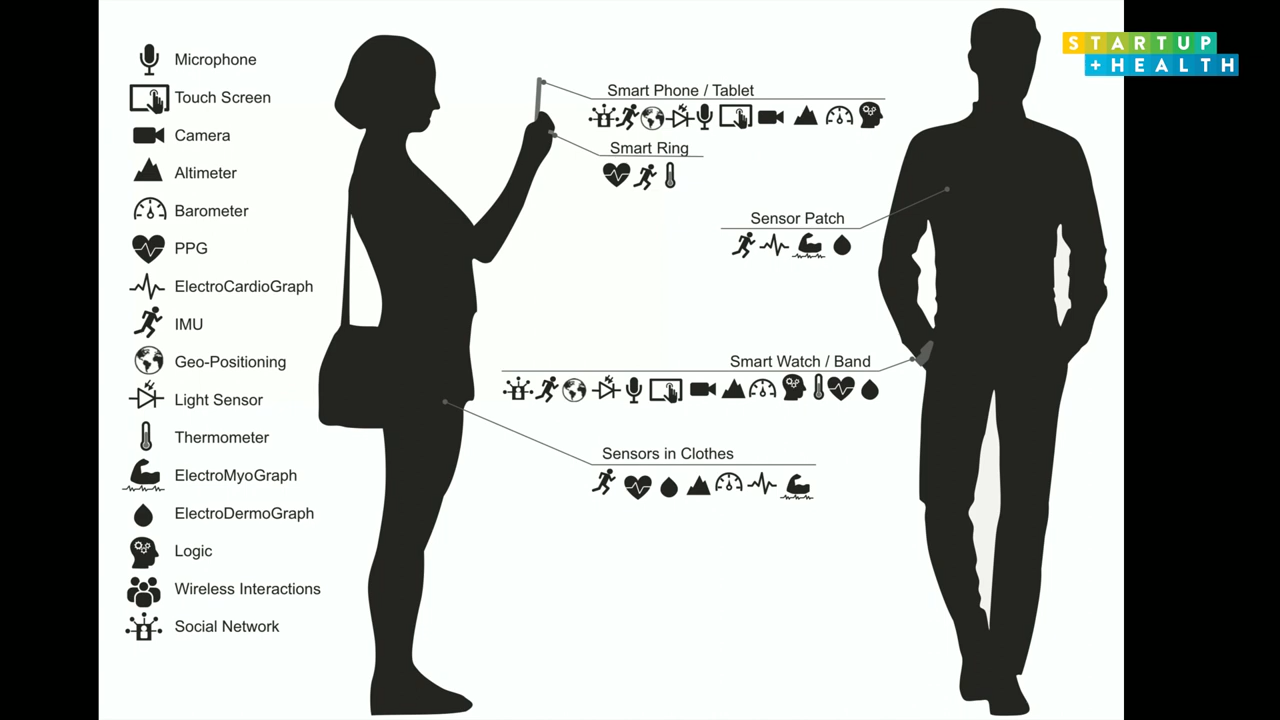 Microphone
Touch Screen
Camera
Altimeter
Barometer
PPG
ElectroCardioGraph
IMU
Geo-Positioning
Light Sensor
Thermometer
ElectroMyoGraph
ElectroDermoGraph
Logic
Wireless Interactions
Social Network
Smart Phone / Tablet
Smart Ring
Sensor Patch
Smart Watch / Band
Sensors in Clothes
STARTUP
+HEALTH